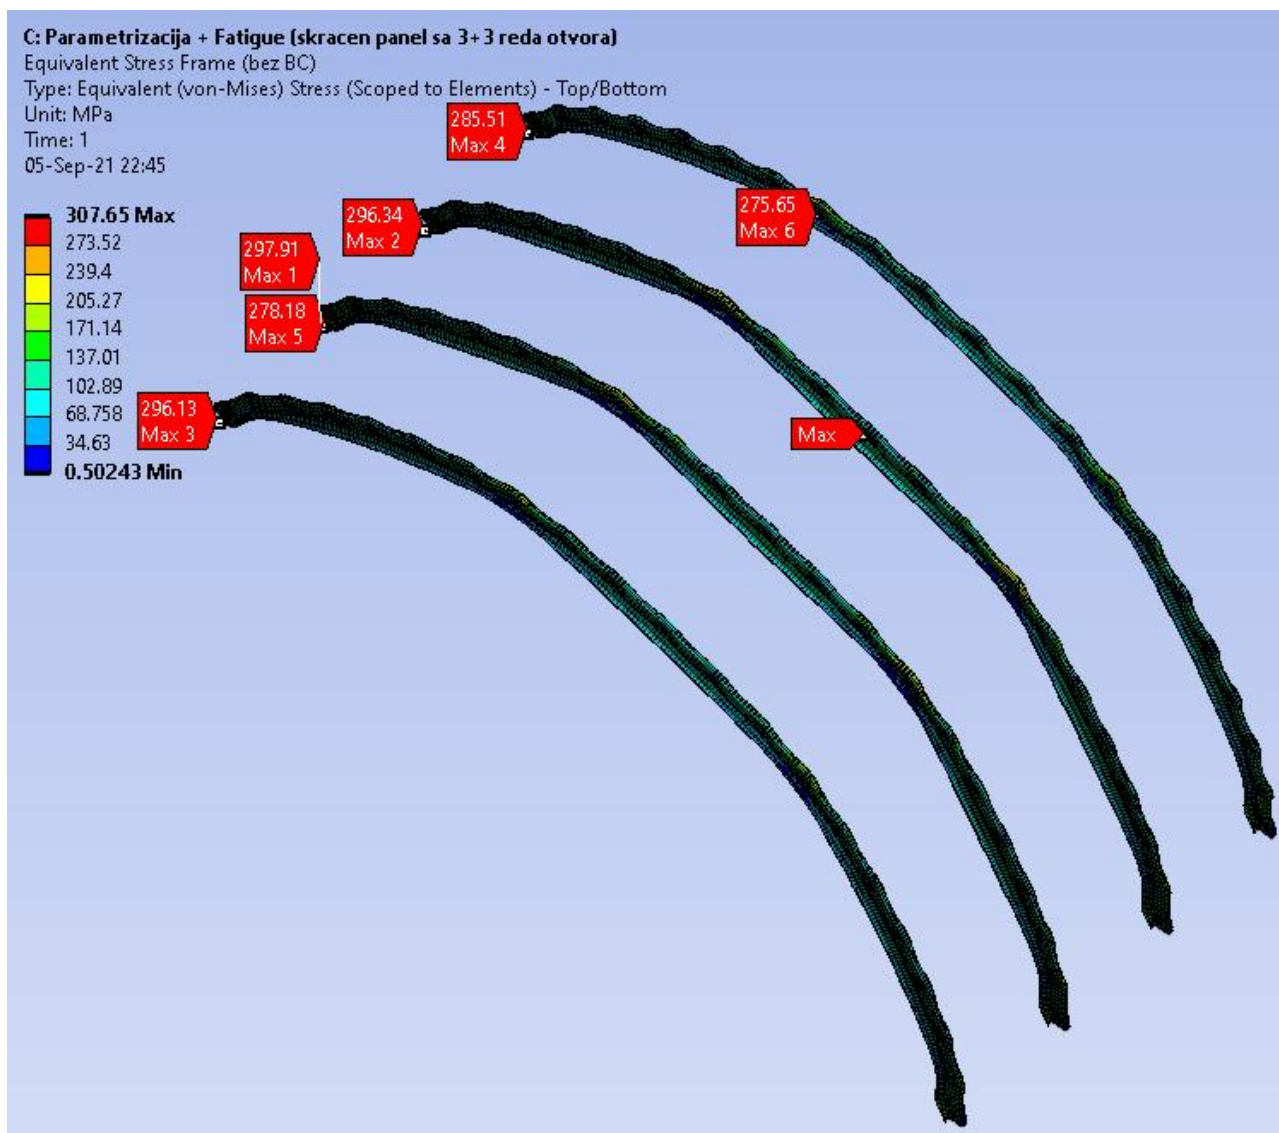 C: Parametrizacija + Fatigue (skracen panel sa 3+3 reda otvora)
Equivalent Stress Frame (bez BC)
Type: Equivalent (von-Mises) Stress (Scoped to Elements) - Top/Bottom
Unit: MPa
Time: 1
05-Sep-21 22:45
307.65 Max
273.52
239.4
205.27
171.14
137.01
102.89
68.758
34.63
0.50243 Min
285.51
Max 4
275.65
Max 6
296.34
Max 2
297.91
Max 1
278.18
Max 5
296.13
Max 3
Max